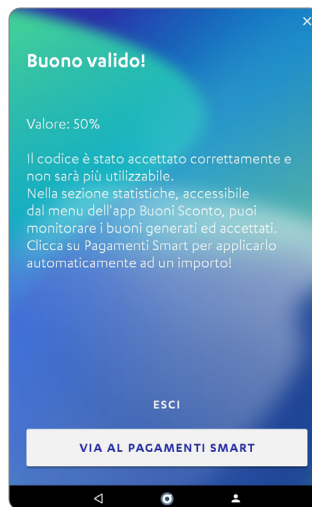 Buono valido!
Valore: 50%
Il codice è stato accettato correttamente e
non sarà più utilizzabile.
Nella sezione statistiche, accessibile
dal menu dell'app Buoni Sconto, puoi
monitorare i buoni generati ed accettati.
Clicca su Pagamenti Smart per applicarlo
automaticamente ad un importo!
ESCI
VIA AL PAGAMENTI SMART